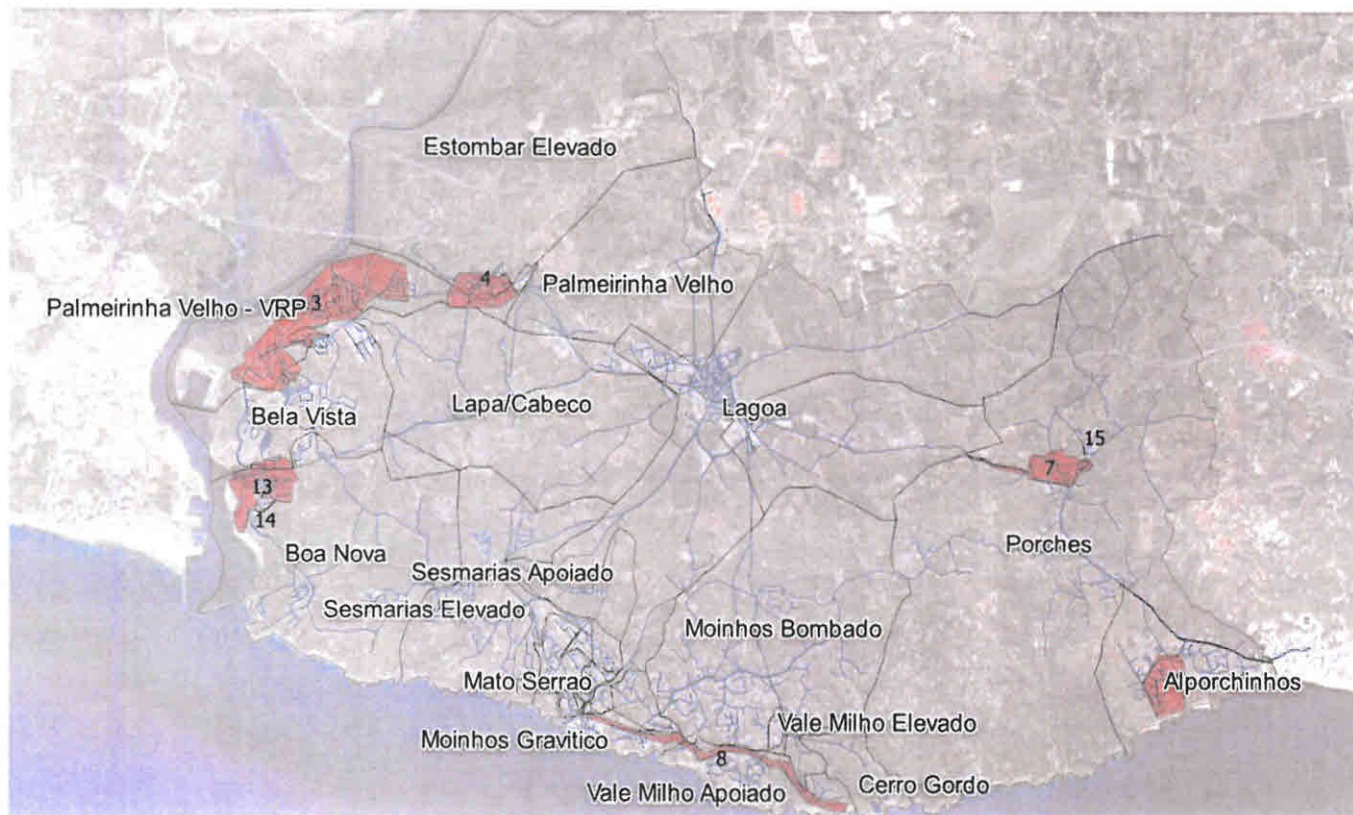 Estombar Elevado
4
Palmeirinha Velho
Palmeirinha Velho - VRP
3
Bela Vista
Lapa/Cabeco
Lagoa
15
7
13
14
Boa Nova
Porches
Sesmarias Apoiado
Sesmarias Elevado
Moinhos Bombado
Mato Serrao
Alporchinhos
Vale Milho Elevado
Moinhos Gravitico
8
Vale Milho Apoiado
Cerro Gordo